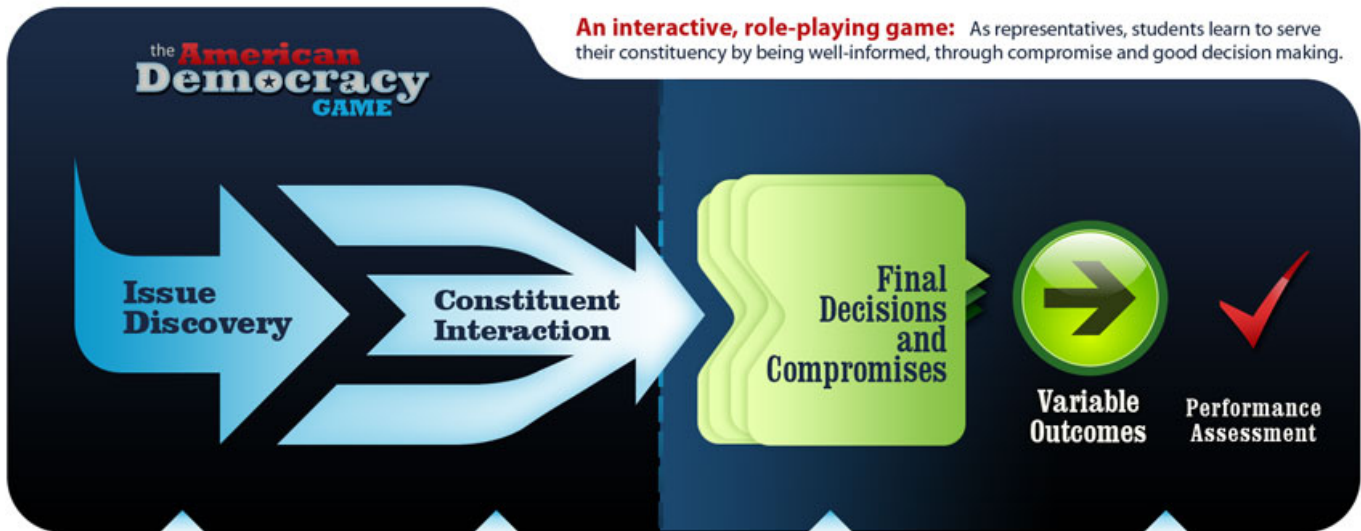 the American
Democracy
GAME
An interactive, role-playing game: As representatives, students learn to serve
their constituency by being well-informed, through compromise and good decision making.
Issue
Discovery
Constituent
Interaction
Final
Decisions
and
Compromises
Variable
Outcomes
Performance
Assessment